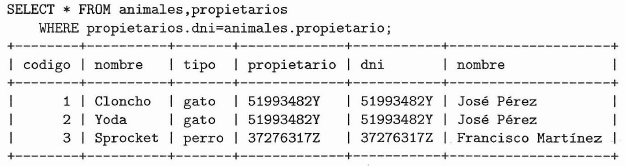 SELECT * FROM animales,propietarios
WHERE propietarios.dni=animales.propietario;
+--------+----------+-------+-------------+-----------+--------------------+
| codigo | nombre | tipo | propietario | dni | nombre |
+--------+----------+-------+-------------+-----------+--------------------+
| 1 | Cloncho | gato | 51993482Y | 51993482Y | José Pérez |
| 2 | Yoda | gato | 51993482Y | 51993482Y | José Pérez |
| 3 | Sprocket | perro | 37276317Z | 37276317Z | Francisco Martínez |
+--------+----------+-------+-------------+-----------+--------------------+